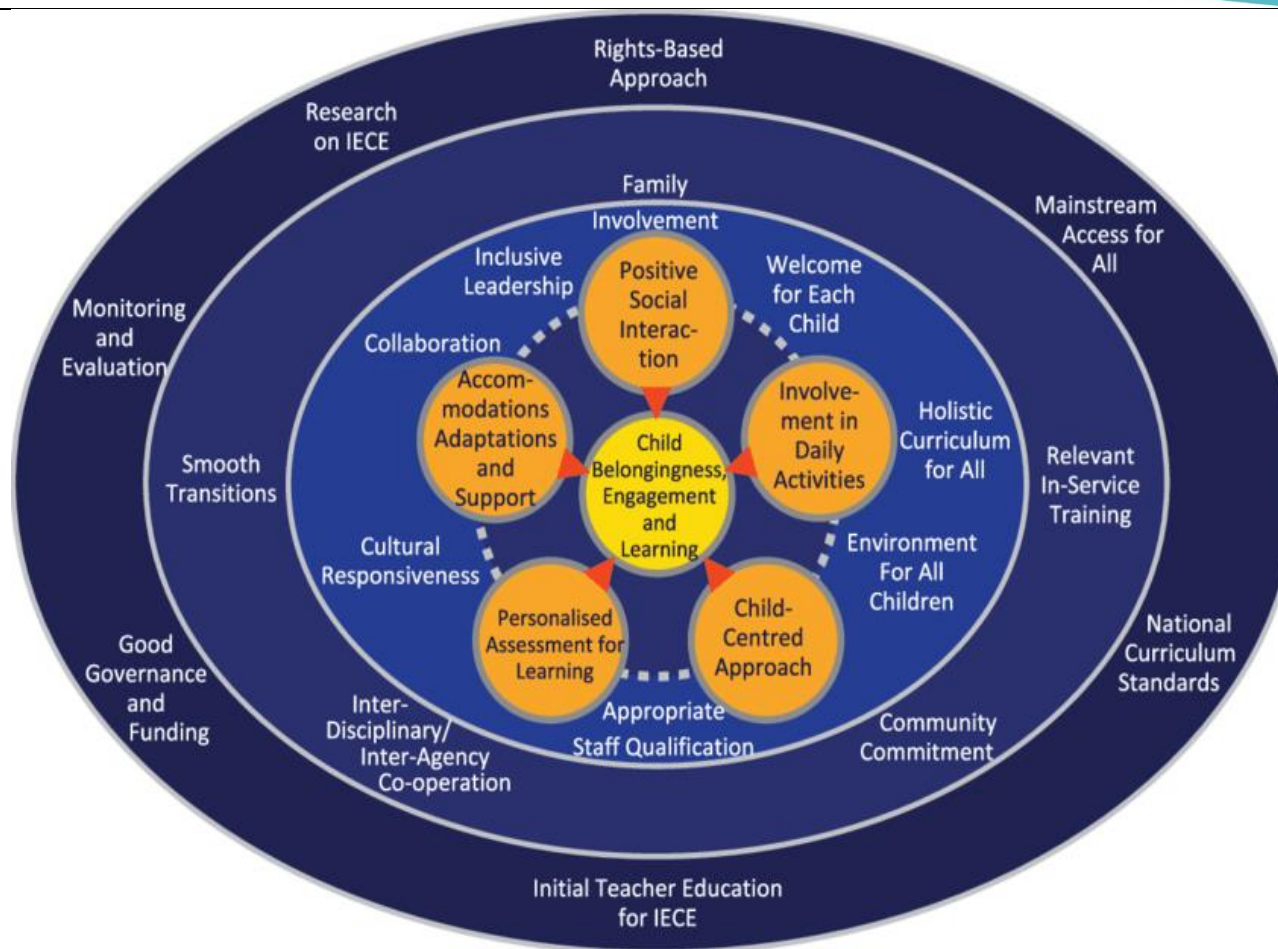 Rights-Based
Approach
Research
on IECE
Mainstream
Access for
All
Monitoring
and
Evaluation
National
Curriculum
Standards
Good
Governance
and
Funding
Initial Teacher Education
for IECE
Family
Involvement
Smooth
Transitions
Relevant
In-Service
Training
Inter-
Disciplinary/
Inter-Agency
Co-operation
Community
Commitment
Inclusive
Leadership
Welcome
for Each
Child
Collaboration
Holistic
Curriculum
for All
Cultural
Responsiveness
Environment
For All
Children
Appropriate
Staff Qualification
Positive
Social
Interac-
tion
Accom-
modations
Adaptations
and
Support
Involve-
ment in
Daily
Activities
Personalised
Assessment for
Learning
Child-
Centred
Approach
Child
Belongingness,
Engagement
and
Learning